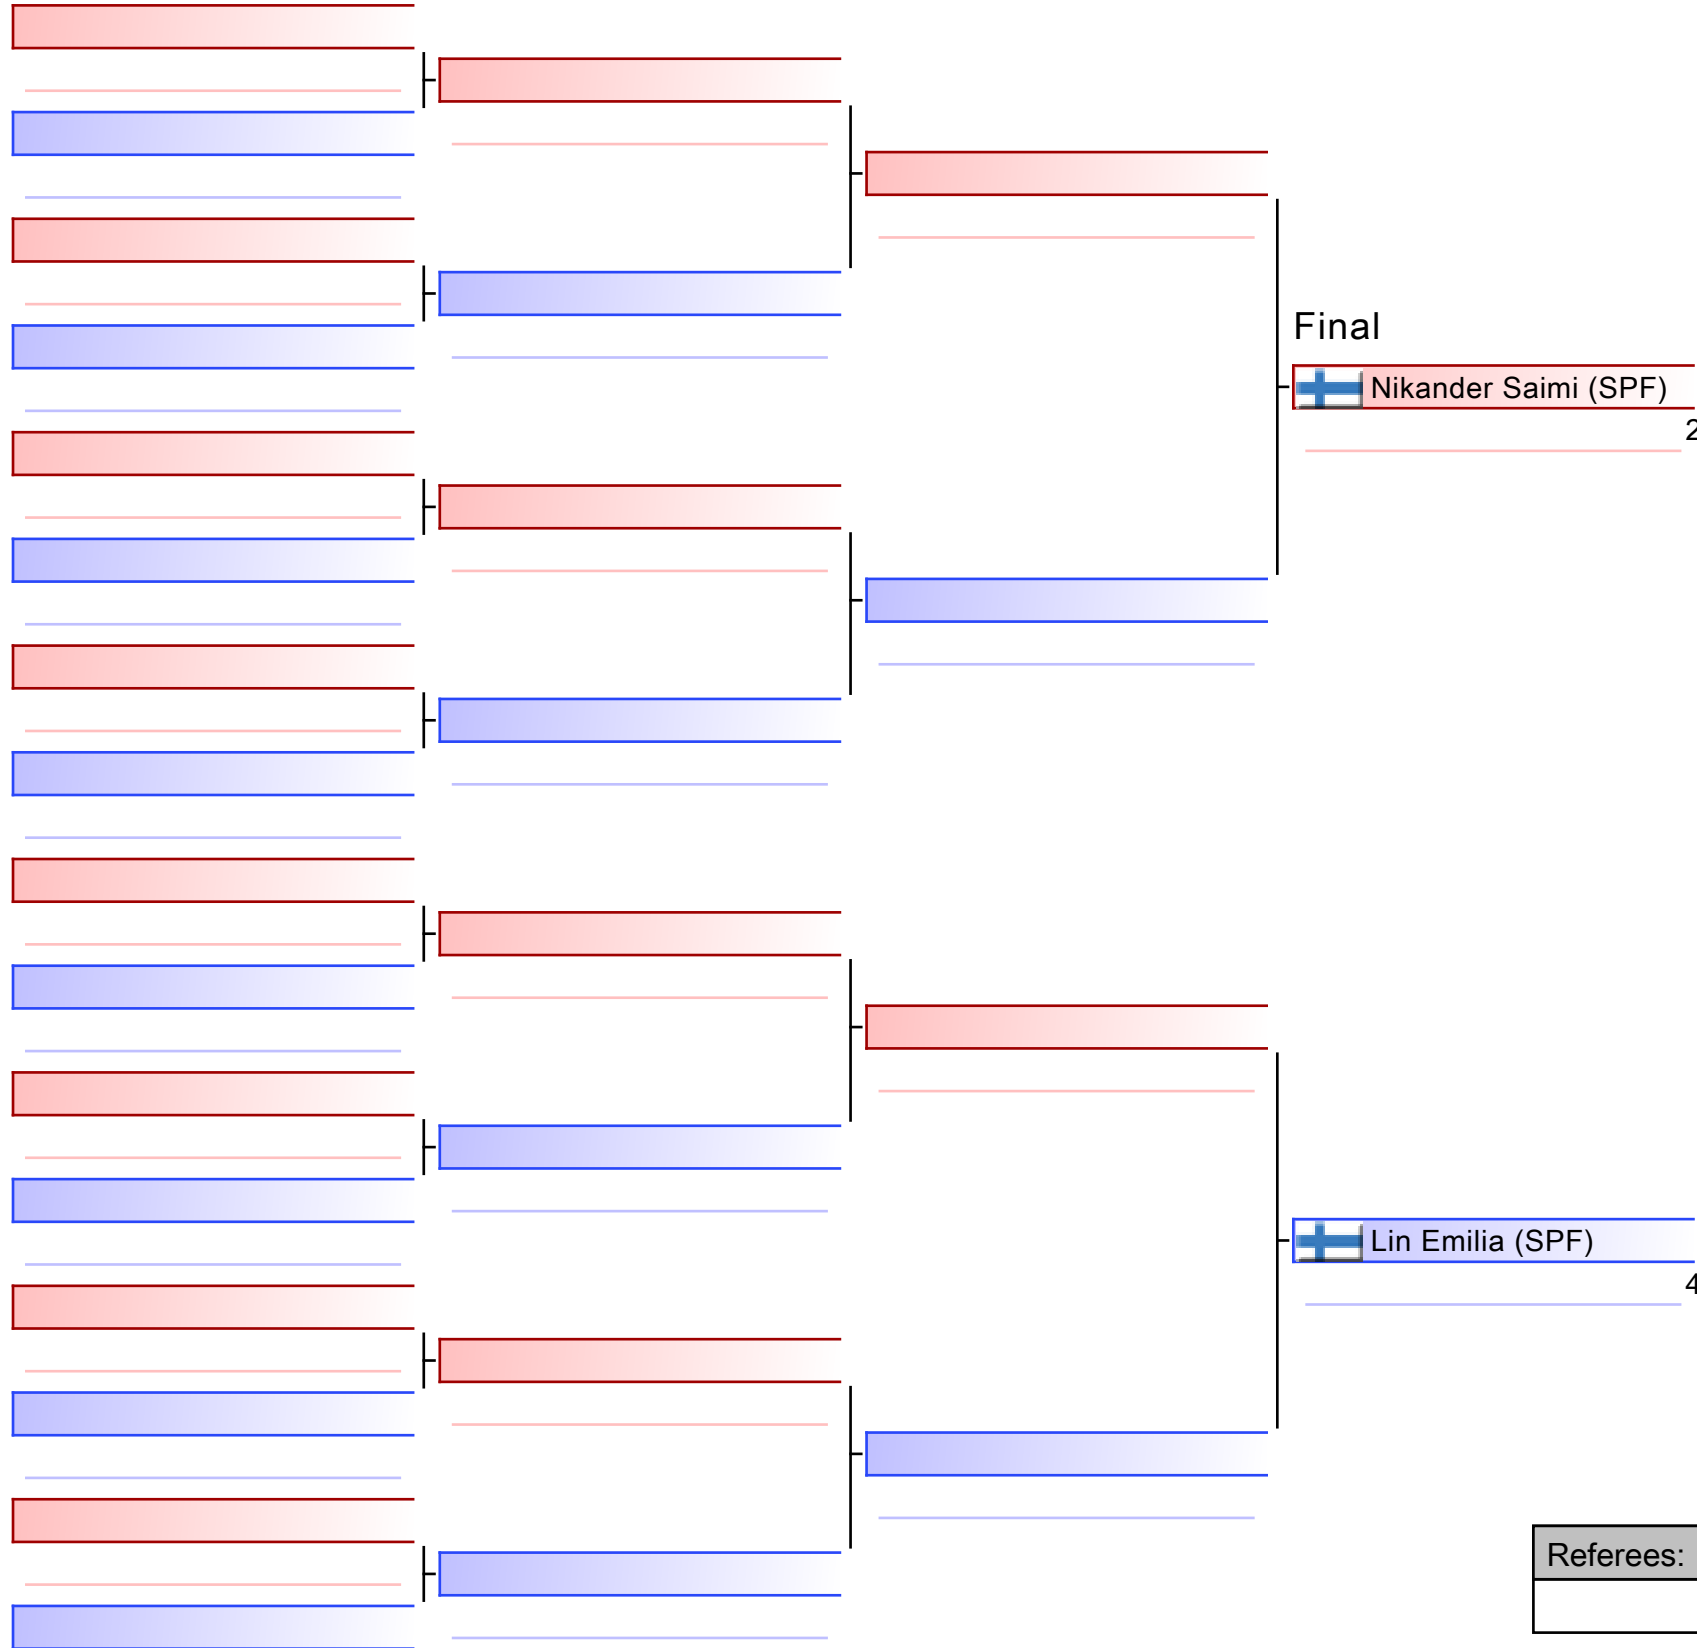 Final
Nikander Saimi (SPF)
2
Lin Emilia (SPF)
4
Referees: